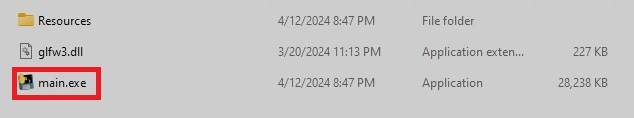 Resources 4/12/2024 8:47 PM File folder
glfw3.dll 3/20/2024 11:13 PM Application exten... 227 KB
main.exe 4/12/2024 8:47 PM Application 28,238 KB